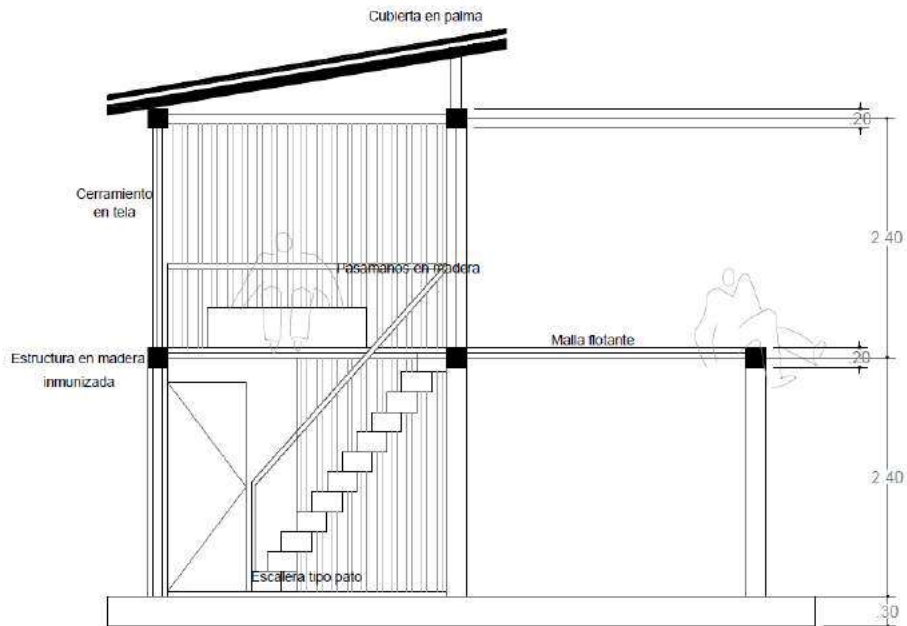 Cubierta en palma
.20
Cerramiento
en tela
2.40
Pasamanos en madera
Estructura en madera
inmunizada
Malla flotante
.20
2.40
Escalera tipo pato
.30